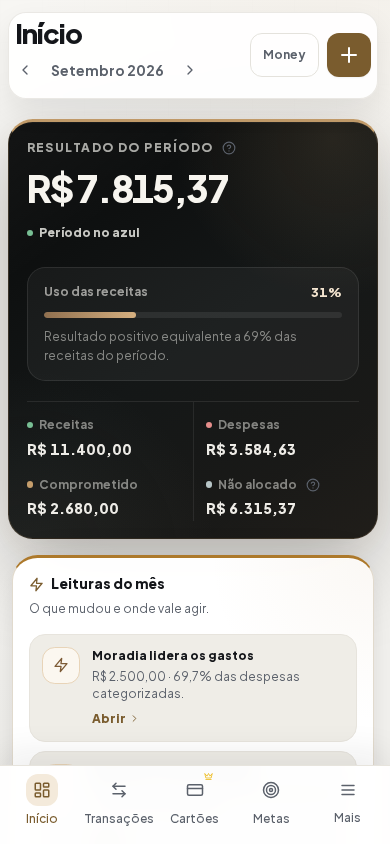 Início
Setembro 2026
Money
RESULTADO DO PERÍODO
R$ 7.815,37
Período no azul
Uso das receitas 31%
Resultado positivo equivalente a 69% das
receitas do período.
Receitas
R$ 11.400,00
Despesas
R$ 3.584,63
Comprometido
R$ 2.680,00
Não alocado
R$ 6.315,37
Leituras do mês
O que mudou e onde vale agir.
Moradia lidera os gastos
R$ 2.500,00 · 69,7% das despesas
categorizadas.
Abrir
Início Transações Cartões Metas Mais